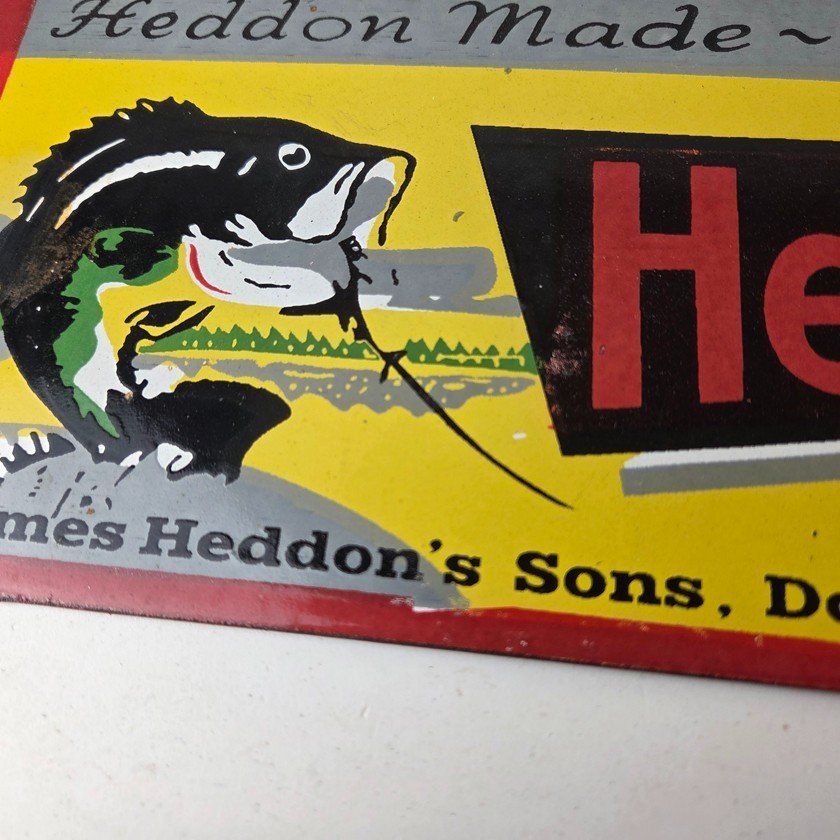 Heddon Made ~
He
mes Heddon's Sons, Do